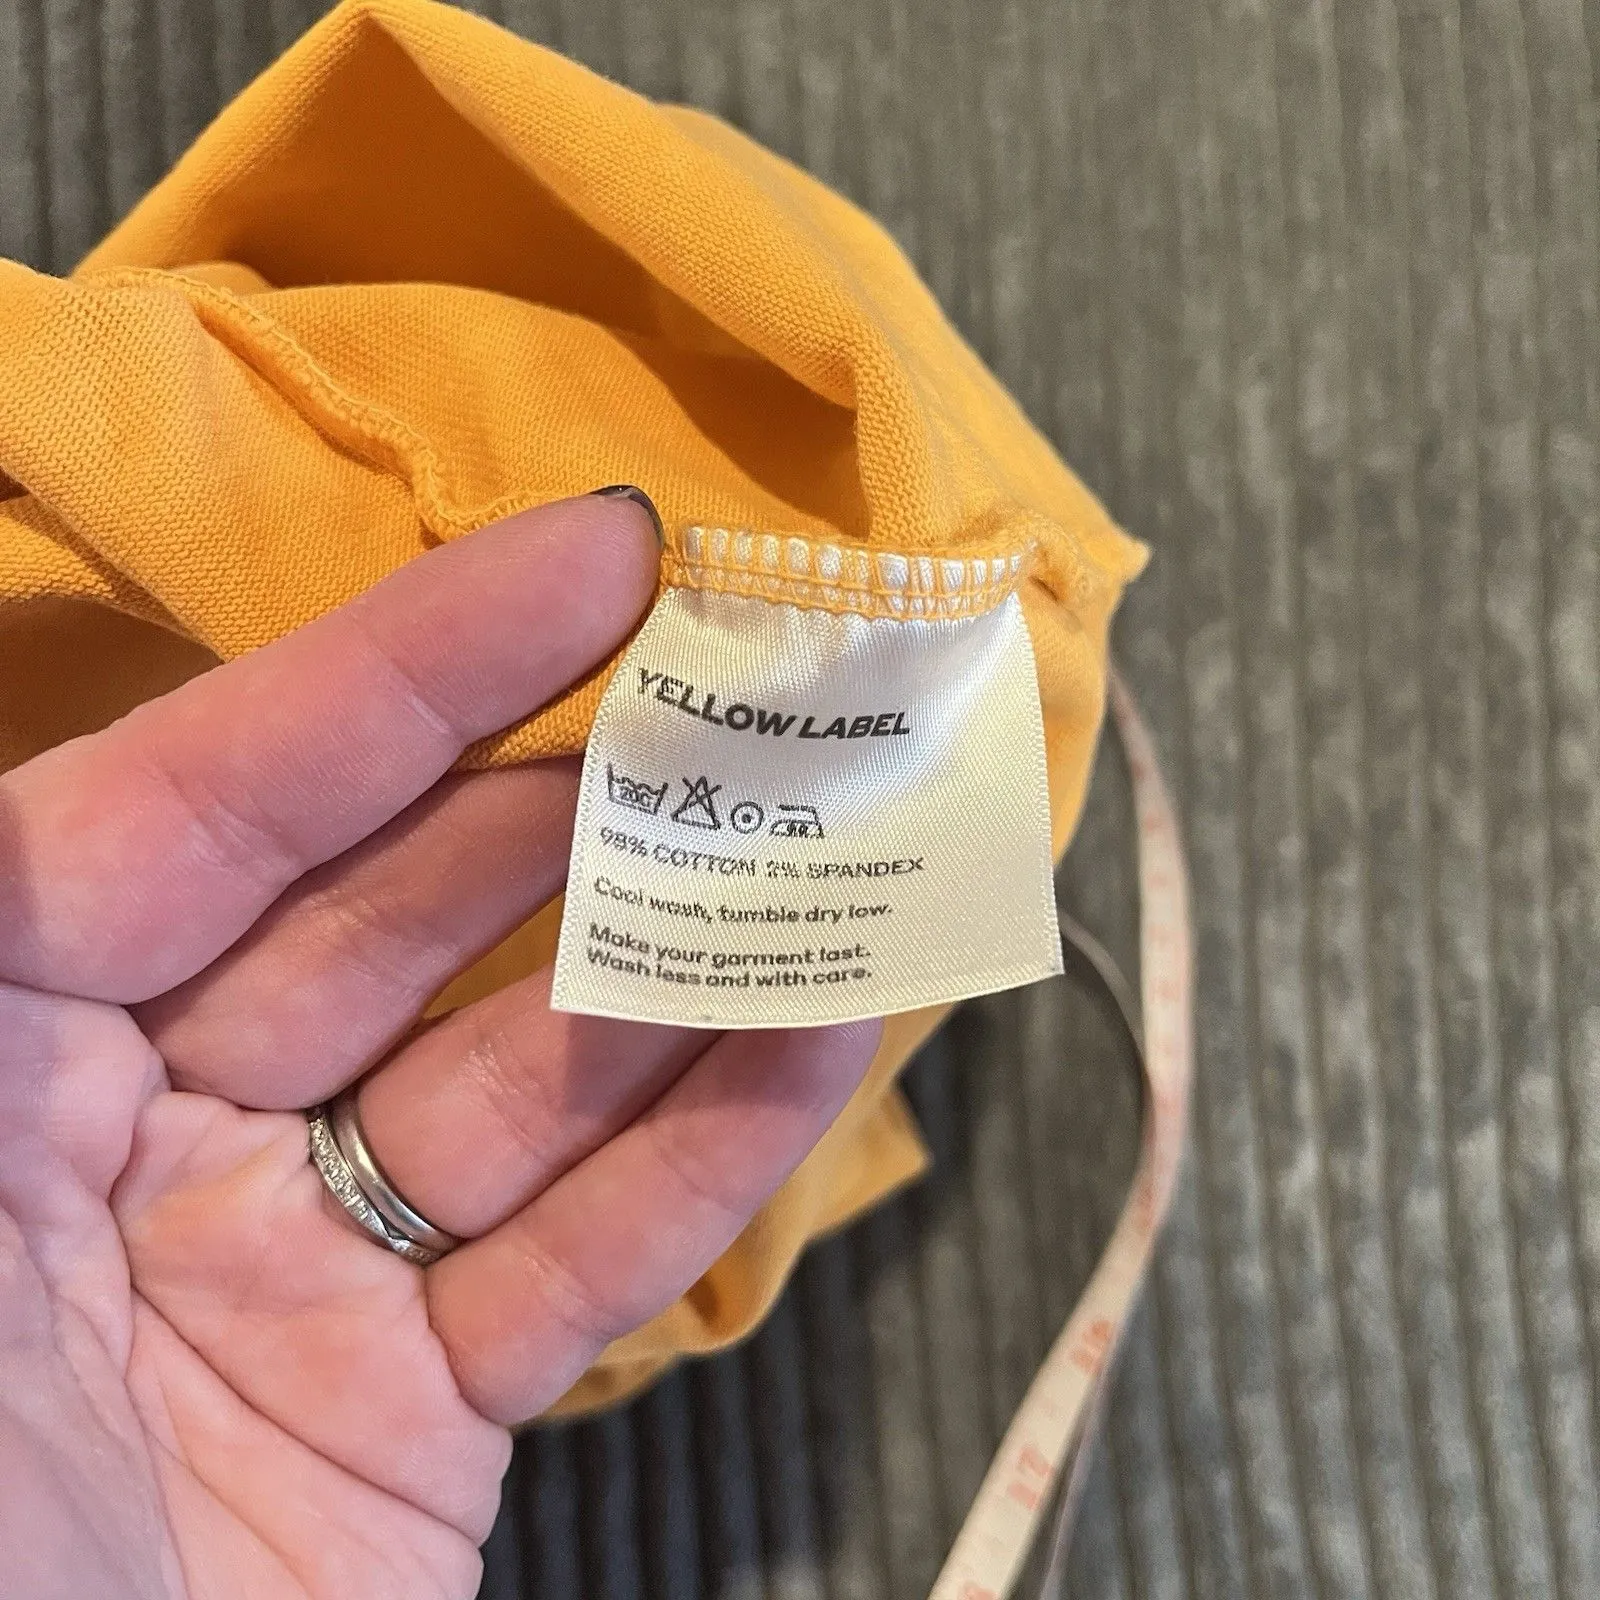 YELLOW LABEL
20C
98% COTTON 2% SPANDEX
Cool wash, tumble dry low.
Make your garment last.
Wash less and with care.